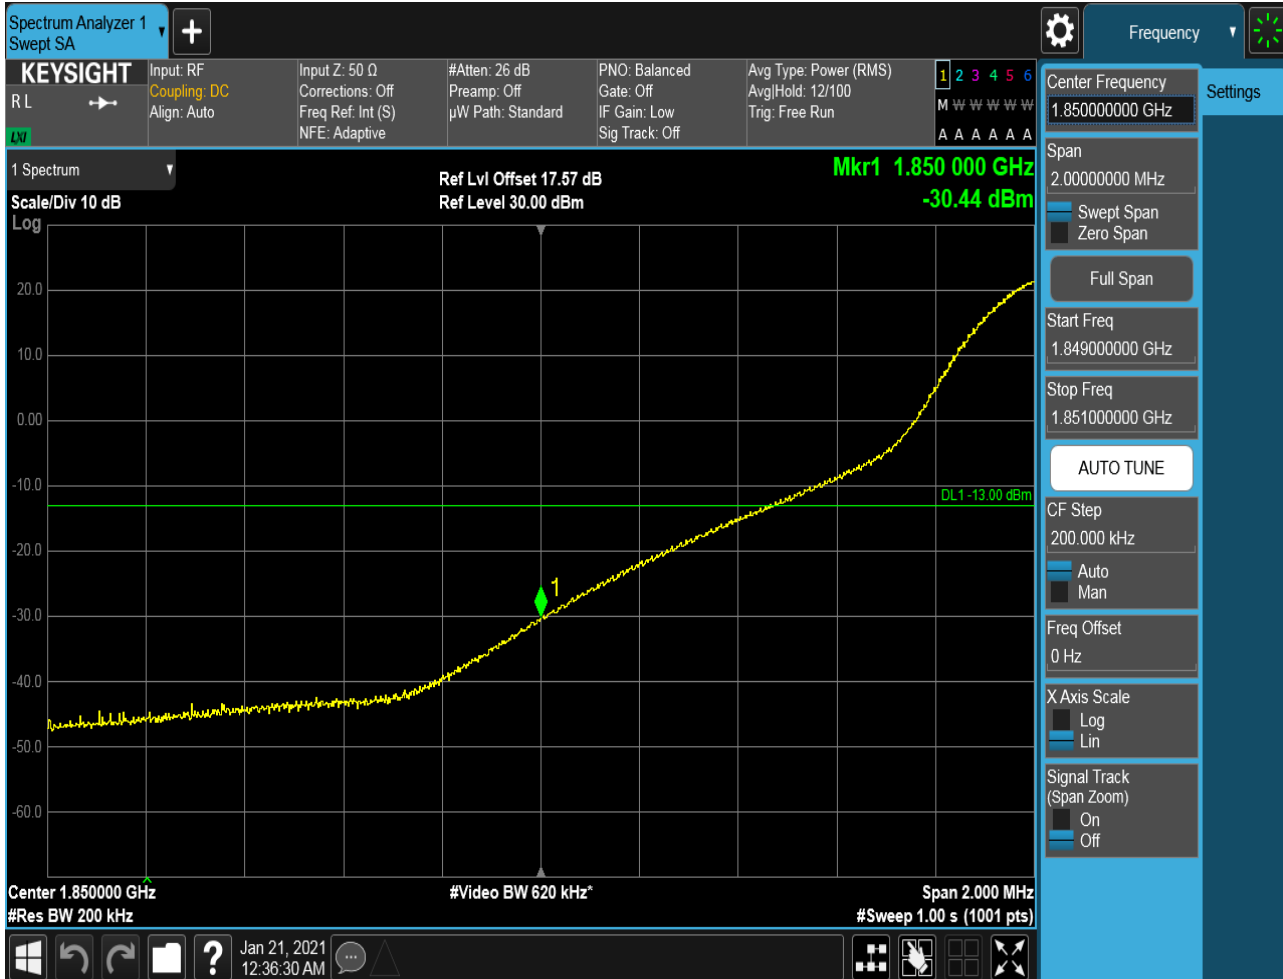 Spectrum Analyzer 1
Swept SA
Frequency
KEYSIGHT
R L
LXI
Input: RF
Coupling: DC
Align: Auto
Input Z: 50 Ω
Corrections: Off
Freq Ref: Int (S)
NFE: Adaptive
#Atten: 26 dB
Preamp: Off
µW Path: Standard
PNO: Balanced
Gate: Off
IF Gain: Low
Sig Track: Off
Avg Type: Power (RMS)
Avg|Hold: 12/100
Trig: Free Run
1 2 3 4 5 6
M W W W W W
A A A A A A
1 Spectrum
Scale/Div 10 dB
Log
Ref Lvl Offset 17.57 dB
Ref Level 30.00 dBm
Mkr1 1.850 000 GHz
-30.44 dBm
20.0
10.0
0.00
-10.0
-20.0
-30.0
-40.0
-50.0
-60.0
DL1 -13.00 dBm
1
Center 1.850000 GHz
#Res BW 200 kHz
#Video BW 620 kHz*
Span 2.000 MHz
#Sweep 1.00 s (1001 pts)
Center Frequency
1.850000000 GHz
Settings
Span
2.00000000 MHz
Swept Span
Zero Span
Full Span
Start Freq
1.849000000 GHz
Stop Freq
1.851000000 GHz
AUTO TUNE
CF Step
200.000 kHz
Auto
Man
Freq Offset
0 Hz
X Axis Scale
Log
Lin
Signal Track
(Span Zoom)
On
Off
?
Jan 21, 2021
12:36:30 AM